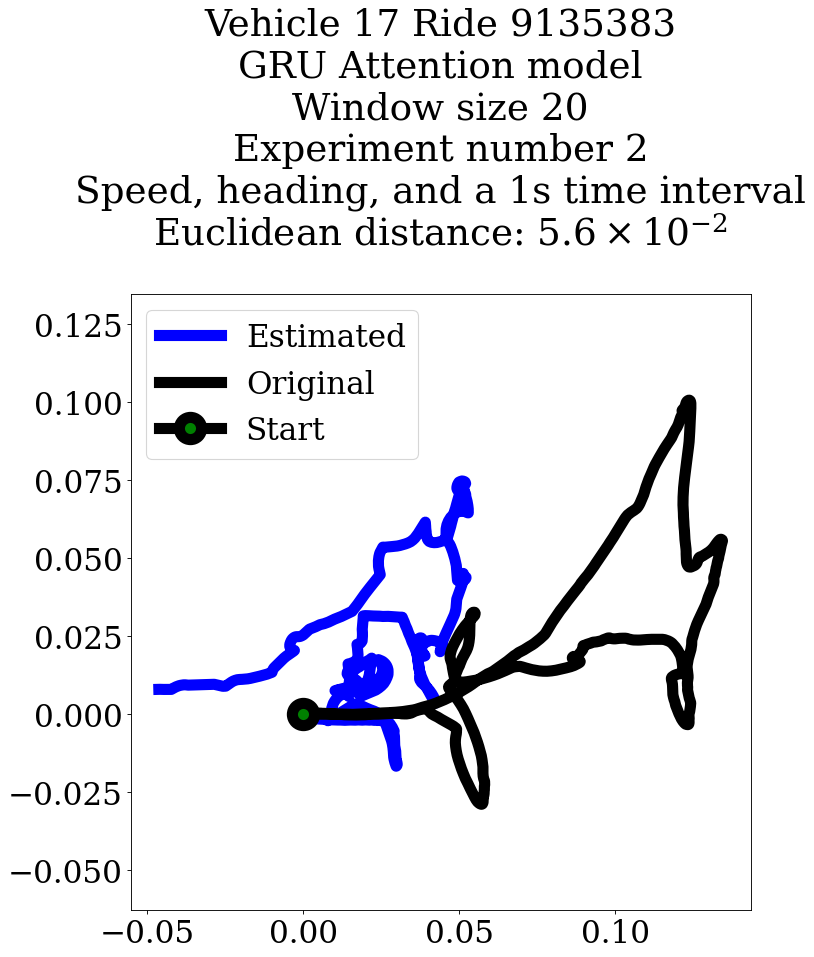 Vehicle 17 Ride 9135383
GRU Attention model
Window size 20
Experiment number 2
Speed, heading, and a 1s time interval
Euclidean distance: 5.6 × 10⁻²
Estimated
Original
Start
0.125
0.100
0.075
0.050
0.025
0.000
−0.025
−0.050
−0.05 0.00 0.05 0.10